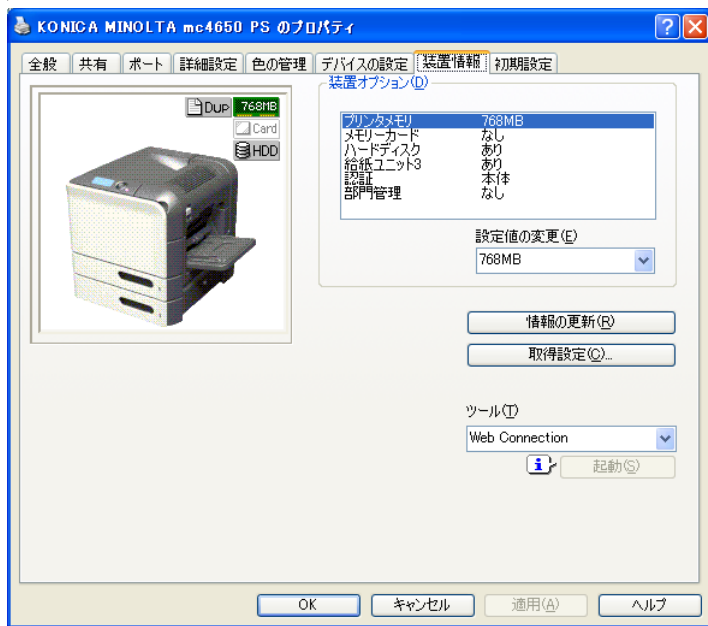 KONICA MINOLTA mc4650 PS のプロパティ
全般 共有 ポート 詳細設定 色の管理 デバイスの設定 装置情報 初期設定
Dup 768MB
Card
HDD
装置オプション(O)
プリンタメモリ 768MB
メモリーカード なし
ハードディスク あり
給紙ユニット3 あり
認証 本体
部門管理 なし
設定値の変更(E)
768MB
情報の更新(R)
取得設定(C)...
ツール(T)
Web Connection
起動(S)
OK キャンセル 適用(A) ヘルプ